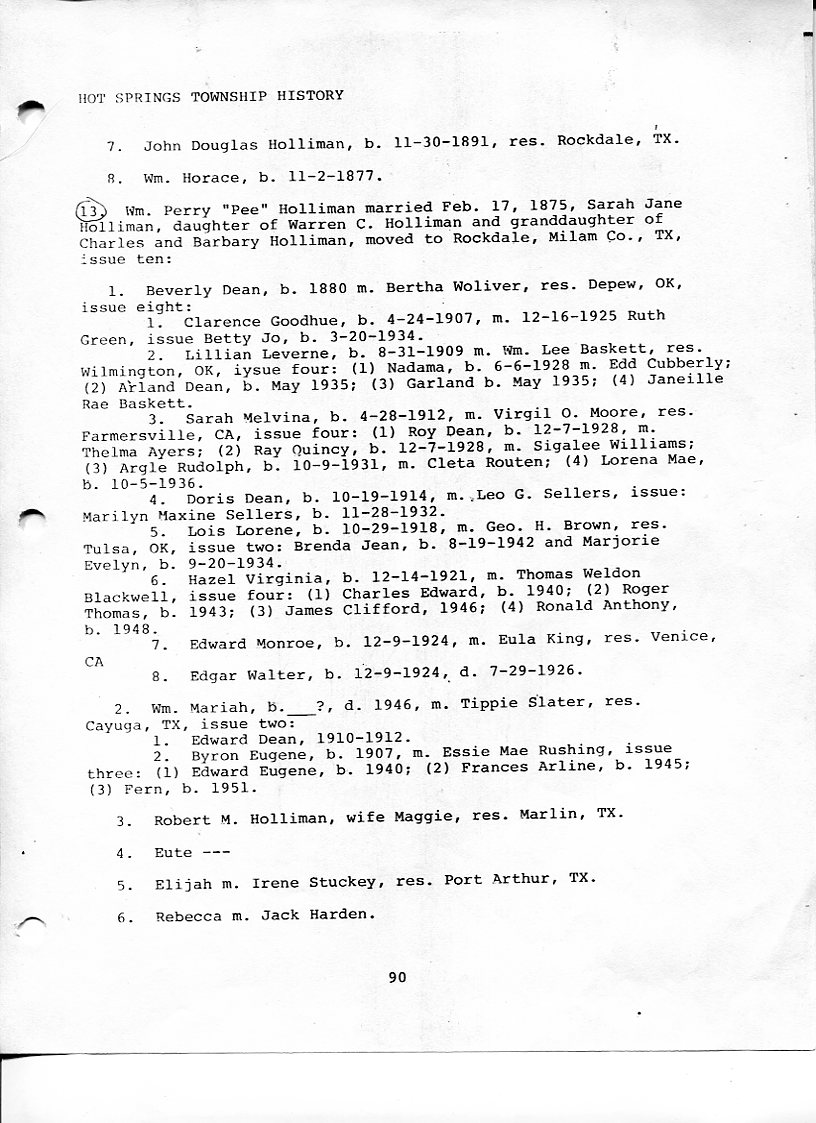 HOT SPRINGS TOWNSHIP HISTORY
7. John Douglas Holliman, b. 11-30-1891, res. Rockdale, TX.
8. Wm. Horace, b. 11-2-1877.
13. Wm. Perry "Pee" Holliman married Feb. 17, 1875, Sarah Jane
Holliman, daughter of Warren C. Holliman and granddaughter of
Charles and Barbary Holliman, moved to Rockdale, Milam Co., TX,
issue ten:
1. Beverly Dean, b. 1880 m. Bertha Woliver, res. Depew, OK,
issue eight:
1. Clarence Goodhue, b. 4-24-1907, m. 12-16-1925 Ruth
Green, issue Betty Jo, b. 3-20-1934.
2. Lillian Leverne, b. 8-31-1909 m. Wm. Lee Baskett, res.
Wilmington, OK, iysue four: (1) Nadama, b. 6-6-1928 m. Edd Cubberly;
(2) Arland Dean, b. May 1935; (3) Garland b. May 1935; (4) Janeille
Rae Baskett.
3. Sarah Melvina, b. 4-28-1912, m. Virgil O. Moore, res.
Farmersville, CA, issue four: (1) Roy Dean, b. 12-7-1928, m.
Thelma Ayers; (2) Ray Quincy, b. 12-7-1928, m. Sigalee Williams;
(3) Argle Rudolph, b. 10-9-1931, m. Cleta Routen; (4) Lorena Mae,
b. 10-5-1936.
4. Doris Dean, b. 10-19-1914, m. Leo G. Sellers, issue:
Marilyn Maxine Sellers, b. 11-28-1932.
5. Lois Lorene, b. 10-29-1918, m. Geo. H. Brown, res.
Tulsa, OK, issue two: Brenda Jean, b. 8-19-1942 and Marjorie
Evelyn, b. 9-20-1934.
6. Hazel Virginia, b. 12-14-1921, m. Thomas Weldon
Blackwell, issue four: (1) Charles Edward, b. 1940; (2) Roger
Thomas, b. 1943; (3) James Clifford, 1946; (4) Ronald Anthony,
b. 1948.
7. Edward Monroe, b. 12-9-1924, m. Eula King, res. Venice,
CA
8. Edgar Walter, b. 12-9-1924, d. 7-29-1926.
2. Wm. Mariah, b.___?, d. 1946, m. Tippie Slater, res.
Cayuga, TX, issue two:
1. Edward Dean, 1910-1912.
2. Byron Eugene, b. 1907, m. Essie Mae Rushing, issue
three: (1) Edward Eugene, b. 1940; (2) Frances Arline, b. 1945;
(3) Fern, b. 1951.
3. Robert M. Holliman, wife Maggie, res. Marlin, TX.
4. Eute ---
5. Elijah m. Irene Stuckey, res. Port Arthur, TX.
6. Rebecca m. Jack Harden.
90